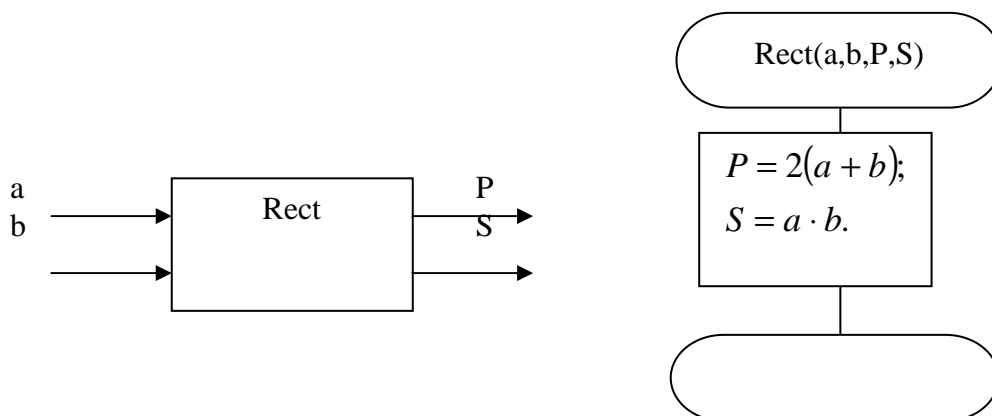 a
b
Rect
P
S
Rect(a,b,P,S)
P = 2(a + b);
S = a · b.